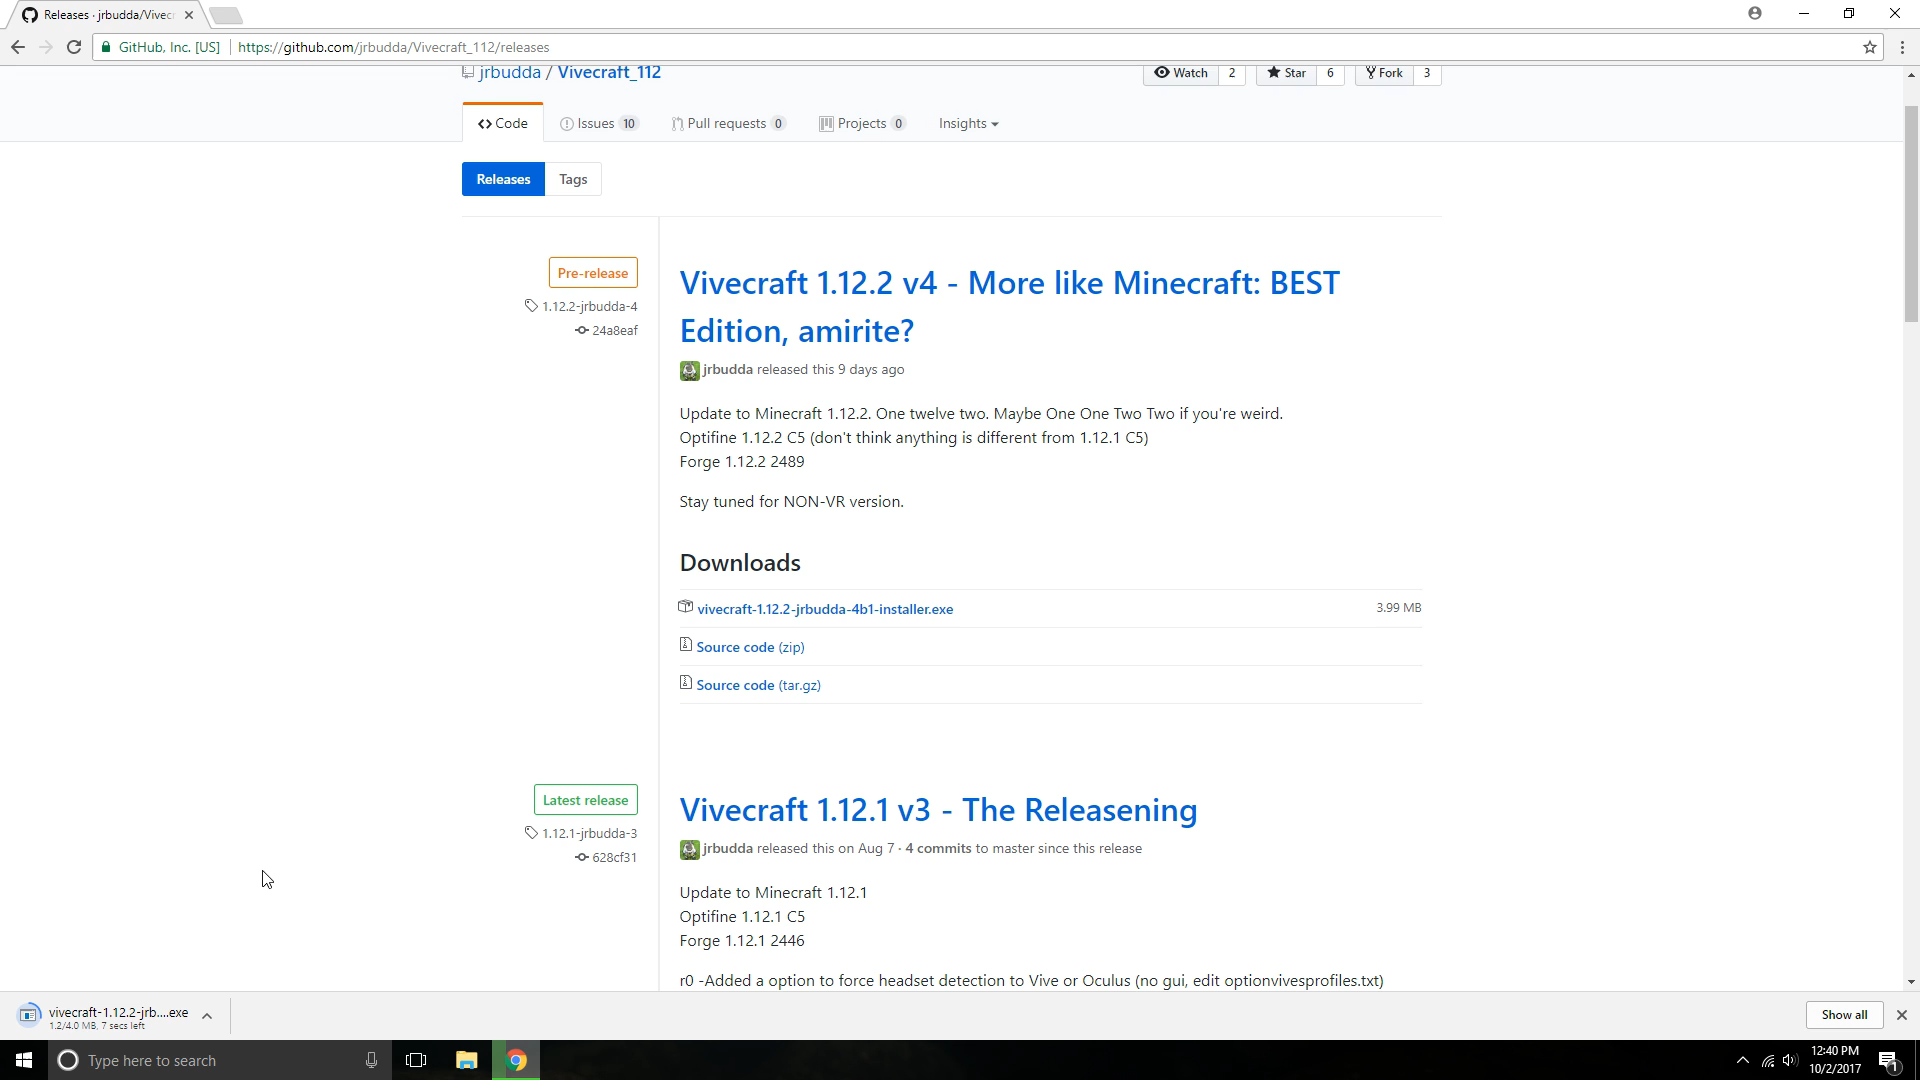 Releases · jrbudda/Vivec
GitHub, Inc. [US] https://github.com/jrbudda/Vivecraft_112/releases
jrbudda / Vivecraft_112
Watch 2 Star 6 Fork 3
Code Issues 10 Pull requests 0 Projects 0 Insights
Releases Tags
Pre-release
1.12.2-jrbudda-4
24a8eaf
Vivecraft 1.12.2 v4 - More like Minecraft: BEST
Edition, amirite?
jrbudda released this 9 days ago
Update to Minecraft 1.12.2. One twelve two. Maybe One One Two Two if you're weird.
Optifine 1.12.2 C5 (don't think anything is different from 1.12.1 C5)
Forge 1.12.2 2489
Stay tuned for NON-VR version.
Downloads
vivecraft-1.12.2-jrbudda-4b1-installer.exe 3.99 MB
Source code (zip)
Source code (tar.gz)
Latest release
1.12.1-jrbudda-3
628cf31
Vivecraft 1.12.1 v3 - The Releasening
jrbudda released this on Aug 7 · 4 commits to master since this release
Update to Minecraft 1.12.1
Optifine 1.12.1 C5
Forge 1.12.1 2446
r0 -Added a option to force headset detection to Vive or Oculus (no gui, edit optionvivesprofiles.txt)
vivecraft-1.12.2-jrb....exe
1.2/4.0 MB, 7 secs left
Show all
Type here to search
12:40 PM
10/2/2017
1